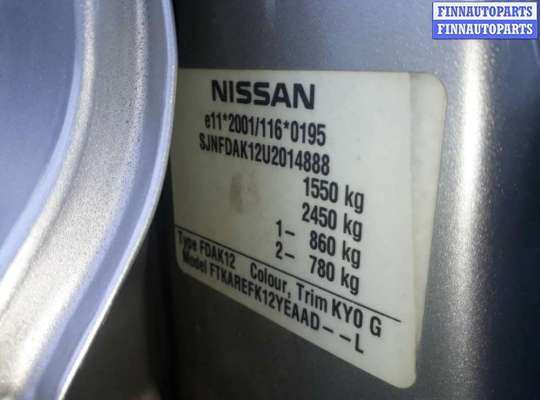 FINNAUTOPARTS
FINNAUTOPARTS
NISSAN
e11*2001/116*0195
SJNFDAK12U2014888
1550 kg
2450 kg
1– 860 kg
2– 780 kg
Type FDAK12 Colour, Trim KY0 G
Model FTKAREFK12YEAAD – – L